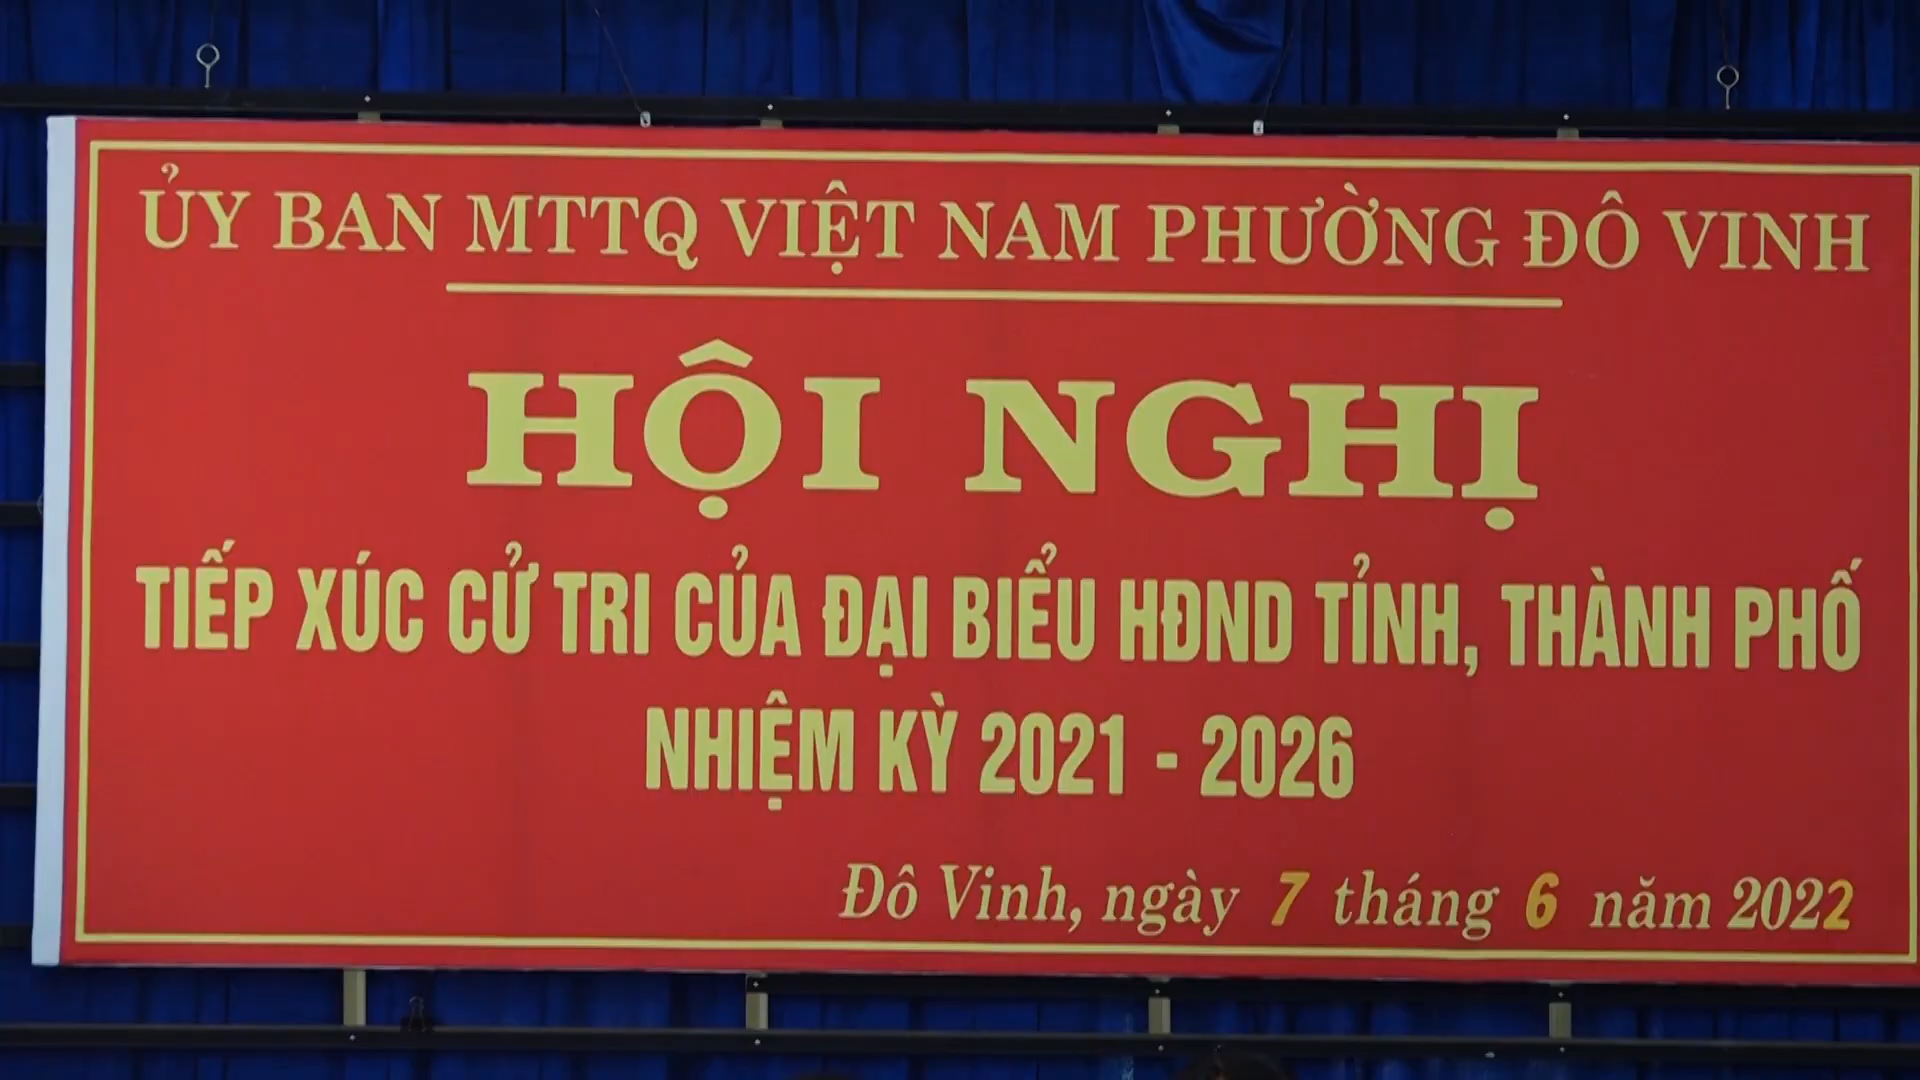 ỦY BAN MTTQ VIỆT NAM PHƯỜNG ĐÔ VINH
HỘI NGHỊ
TIẾP XÚC CỬ TRI CỦA ĐẠI BIỂU HĐND TỈNH, THÀNH PHỐ
NHIỆM KỲ 2021 - 2026
Đô Vinh, ngày 7 tháng 6 năm 2022